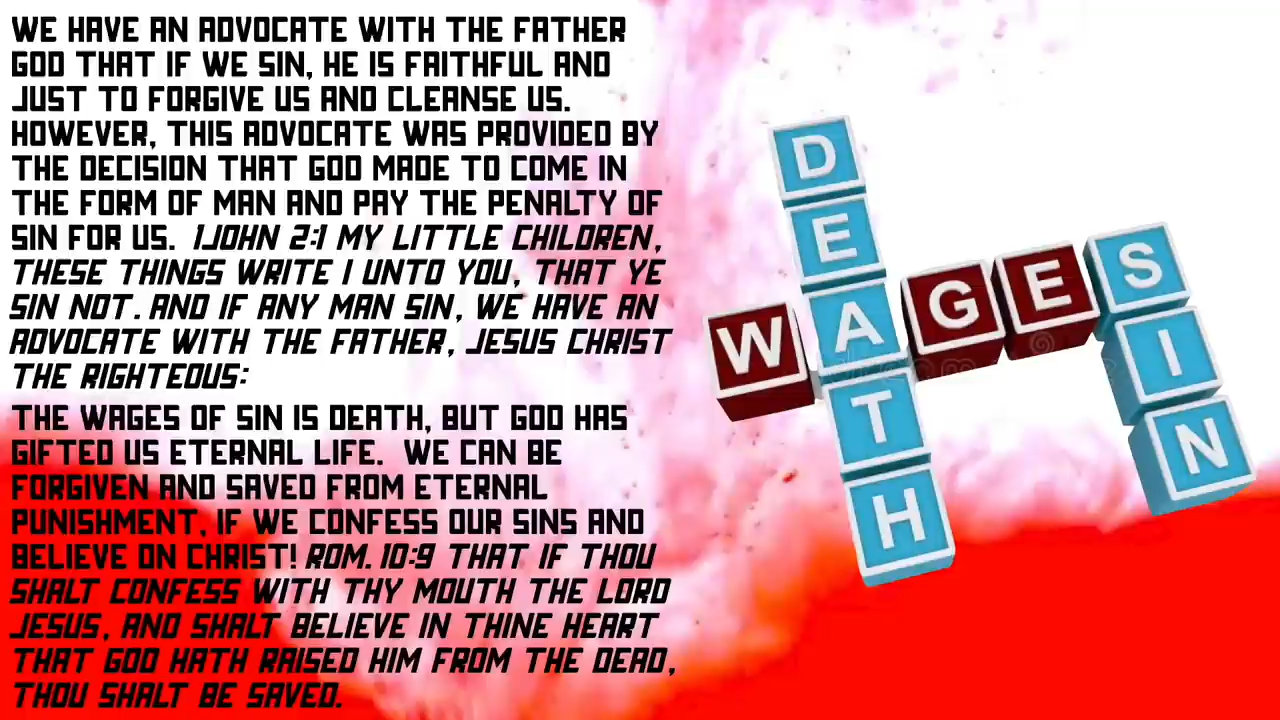 WE HAVE AN ADVOCATE WITH THE FATHER
GOD THAT IF WE SIN, HE IS FAITHFUL AND
JUST TO FORGIVE US AND CLEANSE US.
HOWEVER, THIS ADVOCATE WAS PROVIDED BY
THE DECISION THAT GOD MADE TO COME IN
THE FORM OF MAN AND PAY THE PENALTY OF
SIN FOR US. 1JOHN 2:1 MY LITTLE CHILDREN,
THESE THINGS WRITE I UNTO YOU, THAT YE
SIN NOT. AND IF ANY MAN SIN, WE HAVE AN
ADVOCATE WITH THE FATHER, JESUS CHRIST
THE RIGHTEOUS:
THE WAGES OF SIN IS DEATH, BUT GOD HAS
GIFTED US ETERNAL LIFE. WE CAN BE
FORGIVEN AND SAVED FROM ETERNAL
PUNISHMENT, IF WE CONFESS OUR SINS AND
BELIEVE ON CHRIST! ROM. 10:9 THAT IF THOU
SHALT CONFESS WITH THY MOUTH THE LORD
JESUS, AND SHALT BELIEVE IN THINE HEART
THAT GOD HATH RAISED HIM FROM THE DEAD,
THOU SHALT BE SAVED.
DEATH
WAGES
SIN